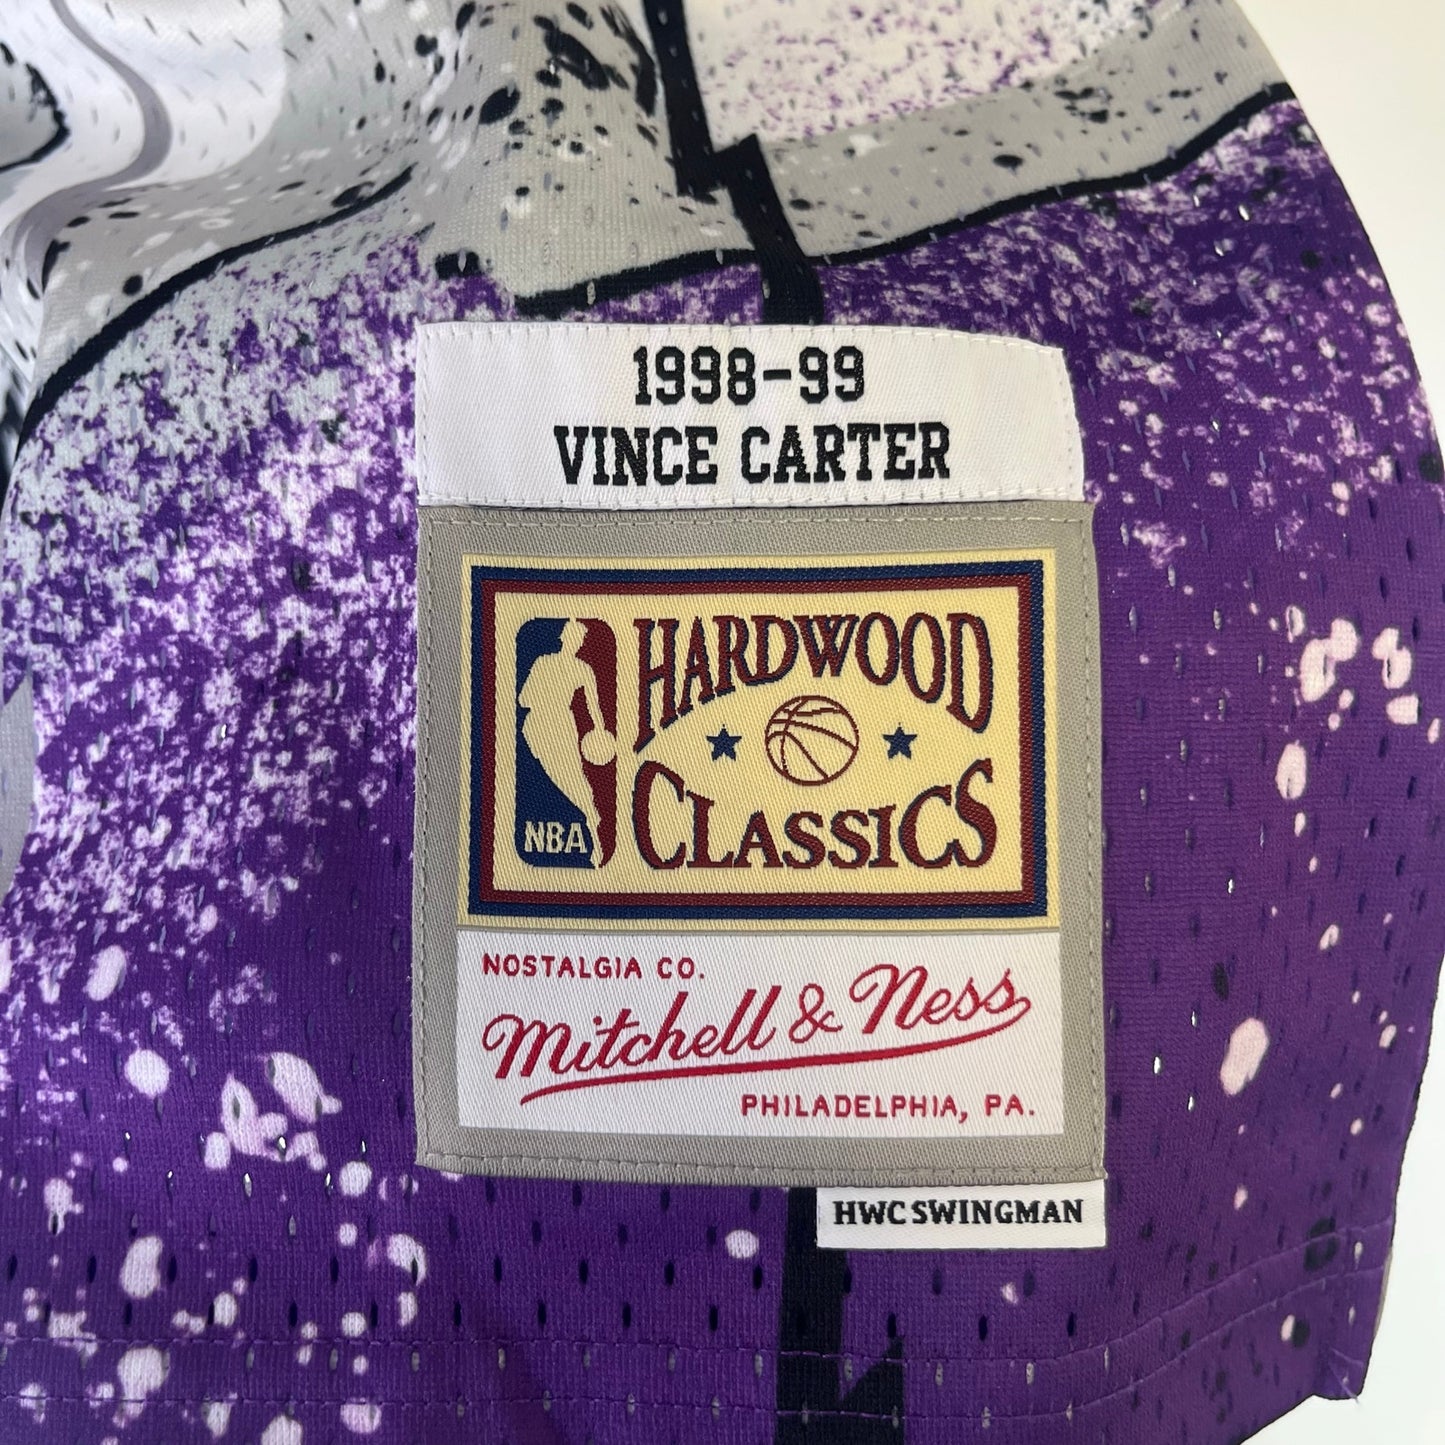 1998-99
VINCE CARTER
HARDWOOD
CLASSICS
NBA
NOSTALGIA CO.
Mitchell & Ness
PHILADELPHIA, PA.
HWC SWINGMAN